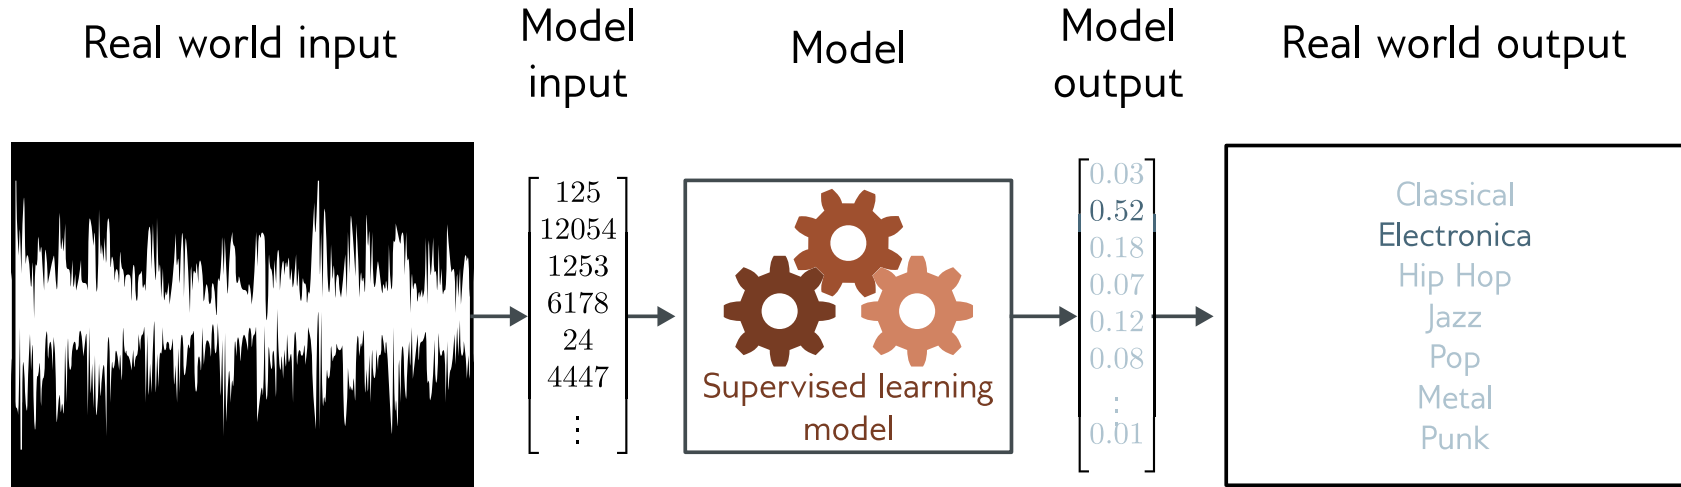 Real world input
Model
input
Model
Model
output
Real world output
125
12054
1253
6178
24
4447
⋮
Supervised learning
model
0.03
0.52
0.18
0.07
0.12
0.08
⋮
0.01
Classical
Electronica
Hip Hop
Jazz
Pop
Metal
Punk